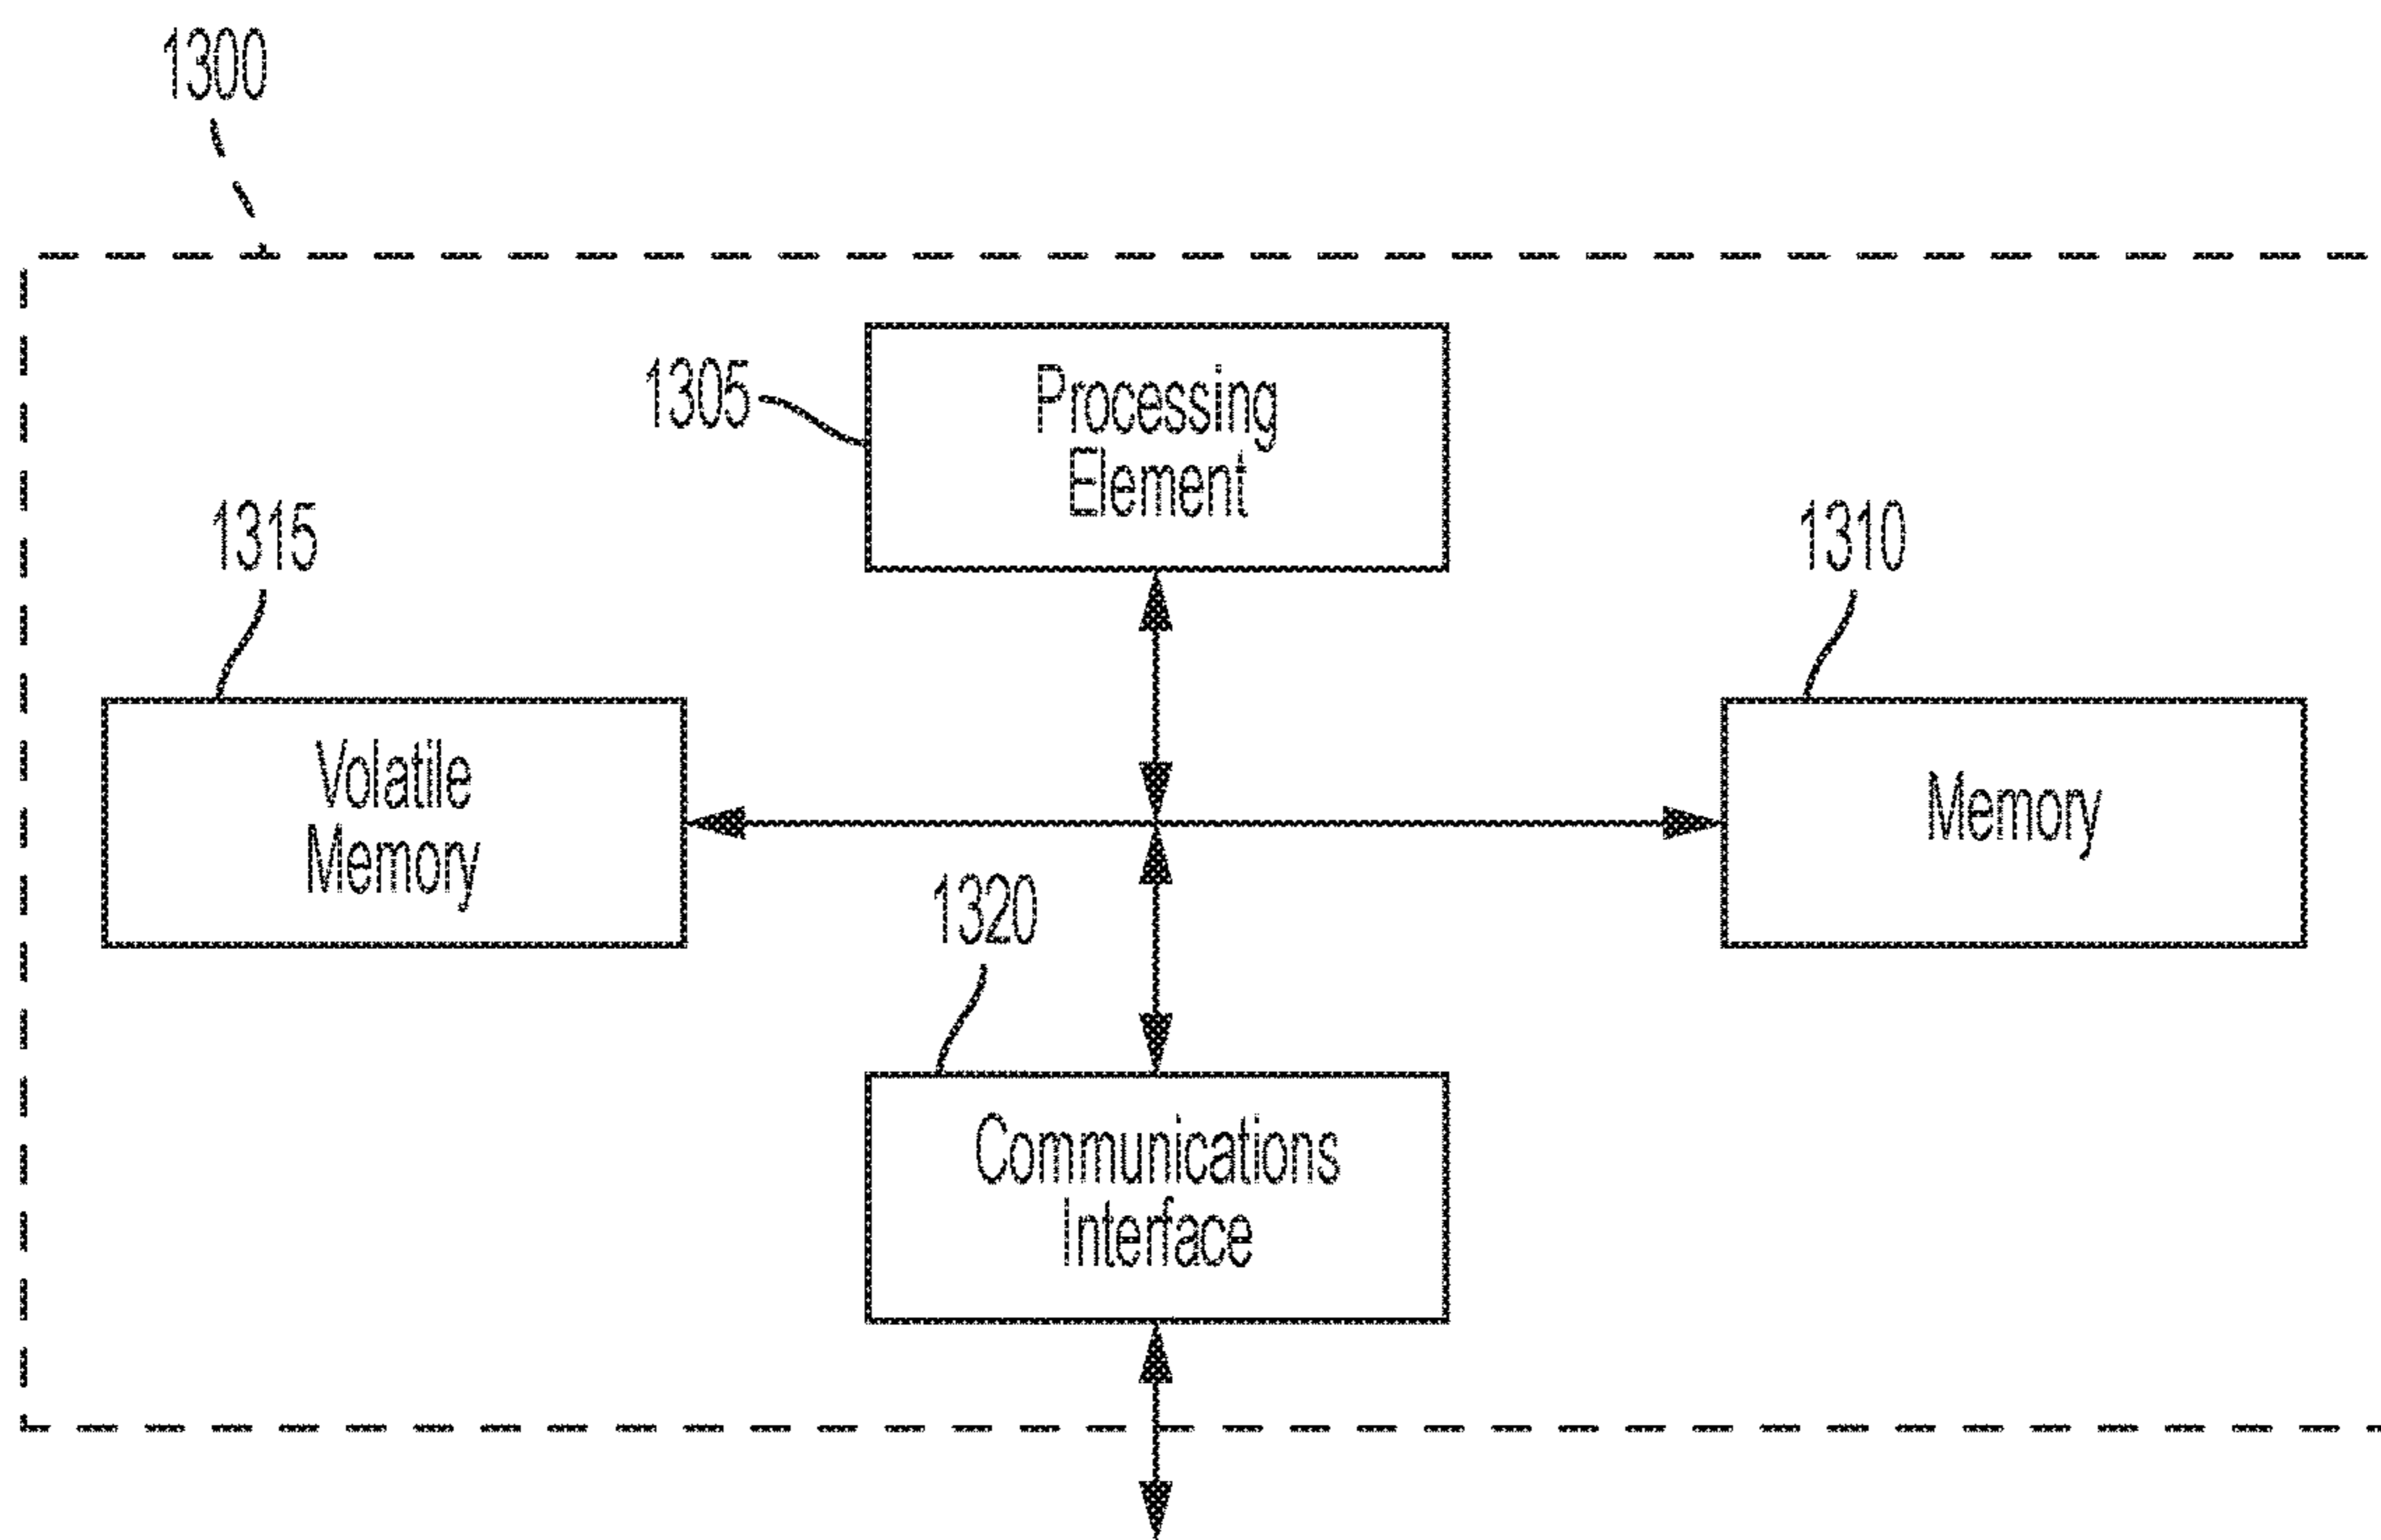 1300
1305
Processing
Element
1315
1310
Volatile
Memory
Memory
1320
Communications
Interface